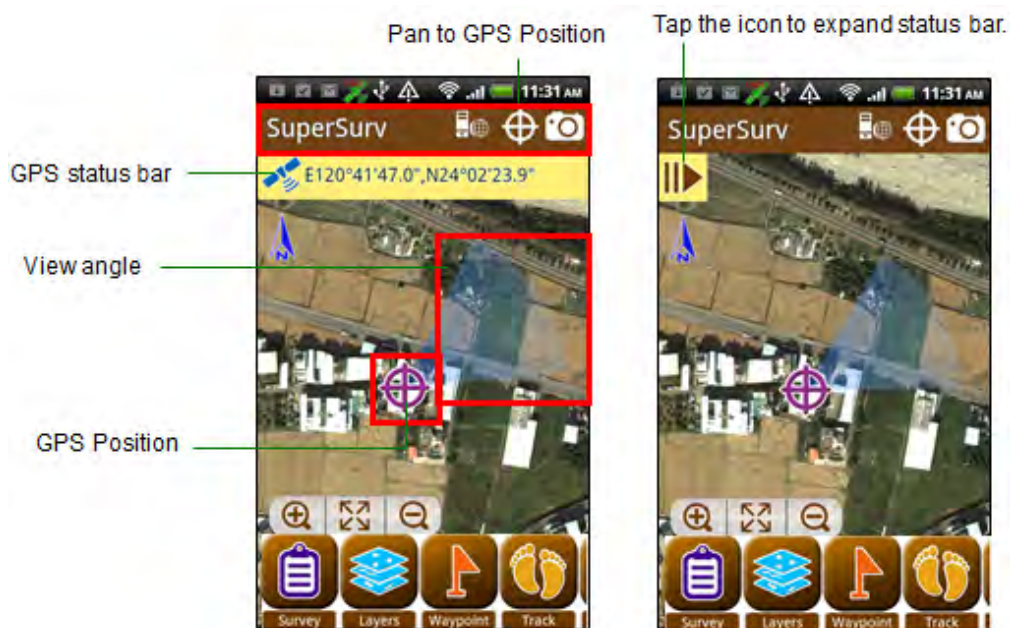 Pan to GPS Position
Tap the icon to expand status bar.
11:31 AM
11:31 AM
SuperSurv
SuperSurv
GPS status bar
E120°41'47.0",N24°02'23.9"
N
N
View angle
GPS Position
Survey
Layers
Waypoint
Track
Survey
Layers
Waypoint
Track